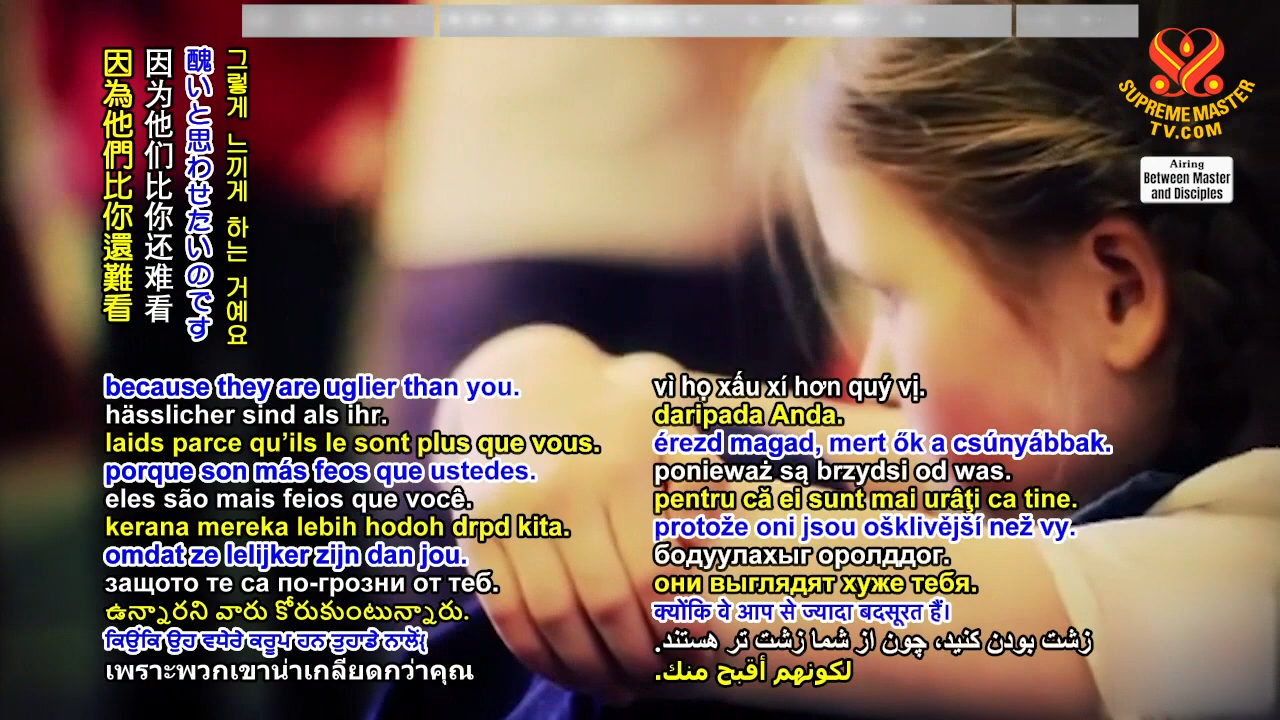 因為他們比你還難看
因为他们比你还难看
醜いと思わせたいのです
그렇게 느끼게 하는 거예요
SUPREME MASTER
TV.COM
Airing
Between Master
and Disciples
because they are uglier than you.
hässlicher sind als ihr.
laids parce qu’ils le sont plus que vous.
porque son más feos que ustedes.
eles são mais feios que você.
kerana mereka lebih hodoh drpd kita.
omdat ze lelijker zijn dan jou.
защото те са по-грозни от теб.
ఉన్నారని వారు కోరుకుంటున్నారు.
ਕਿਉਂਕਿ ਉਹ ਵਧੇਰੇ ਕਰੂਪ ਹਨ ਤੁਹਾਡੇ ਨਾਲੋਂ
เพราะพวกเขาน่าเกลียดกว่าคุณ
vì họ xấu xí hơn quý vị.
daripada Anda.
érezd magad, mert ők a csúnyábbak.
ponieważ są brzydsi od was.
pentru că ei sunt mai urâţi ca tine.
protože oni jsou ošklivější než vy.
бодуулахыг оролддог.
они выглядят хуже тебя.
क्योंकि वे आप से ज्यादा बदसूरत हैं।
زشت بودن کنید، چون از شما زشت تر هستند.
لكونهم أقبح منك.